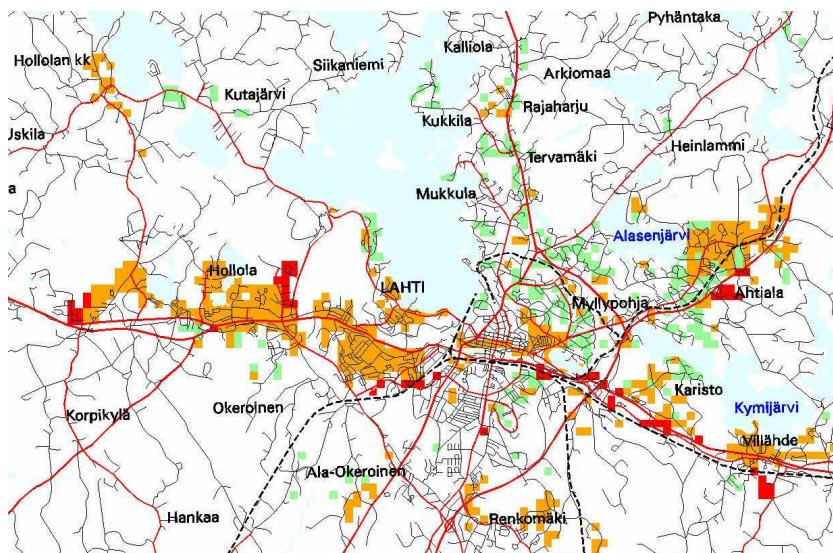 Pyhäntaka
Kalliola
Hollolan kk
Siikaniemi
Arkiomaa
Kutajärvi
Rajaharju
Kukkila
Uskila
Heinlammi
Tervamäki
a
Mukkula
Alasenjärvi
Hollola
LAHTI
Ahtiala
Myllypohja
Karisto
Okeroinen
Kymijärvi
Korpikylä
Villähde
Ala-Okeroinen
Hankaa
Renkomäki